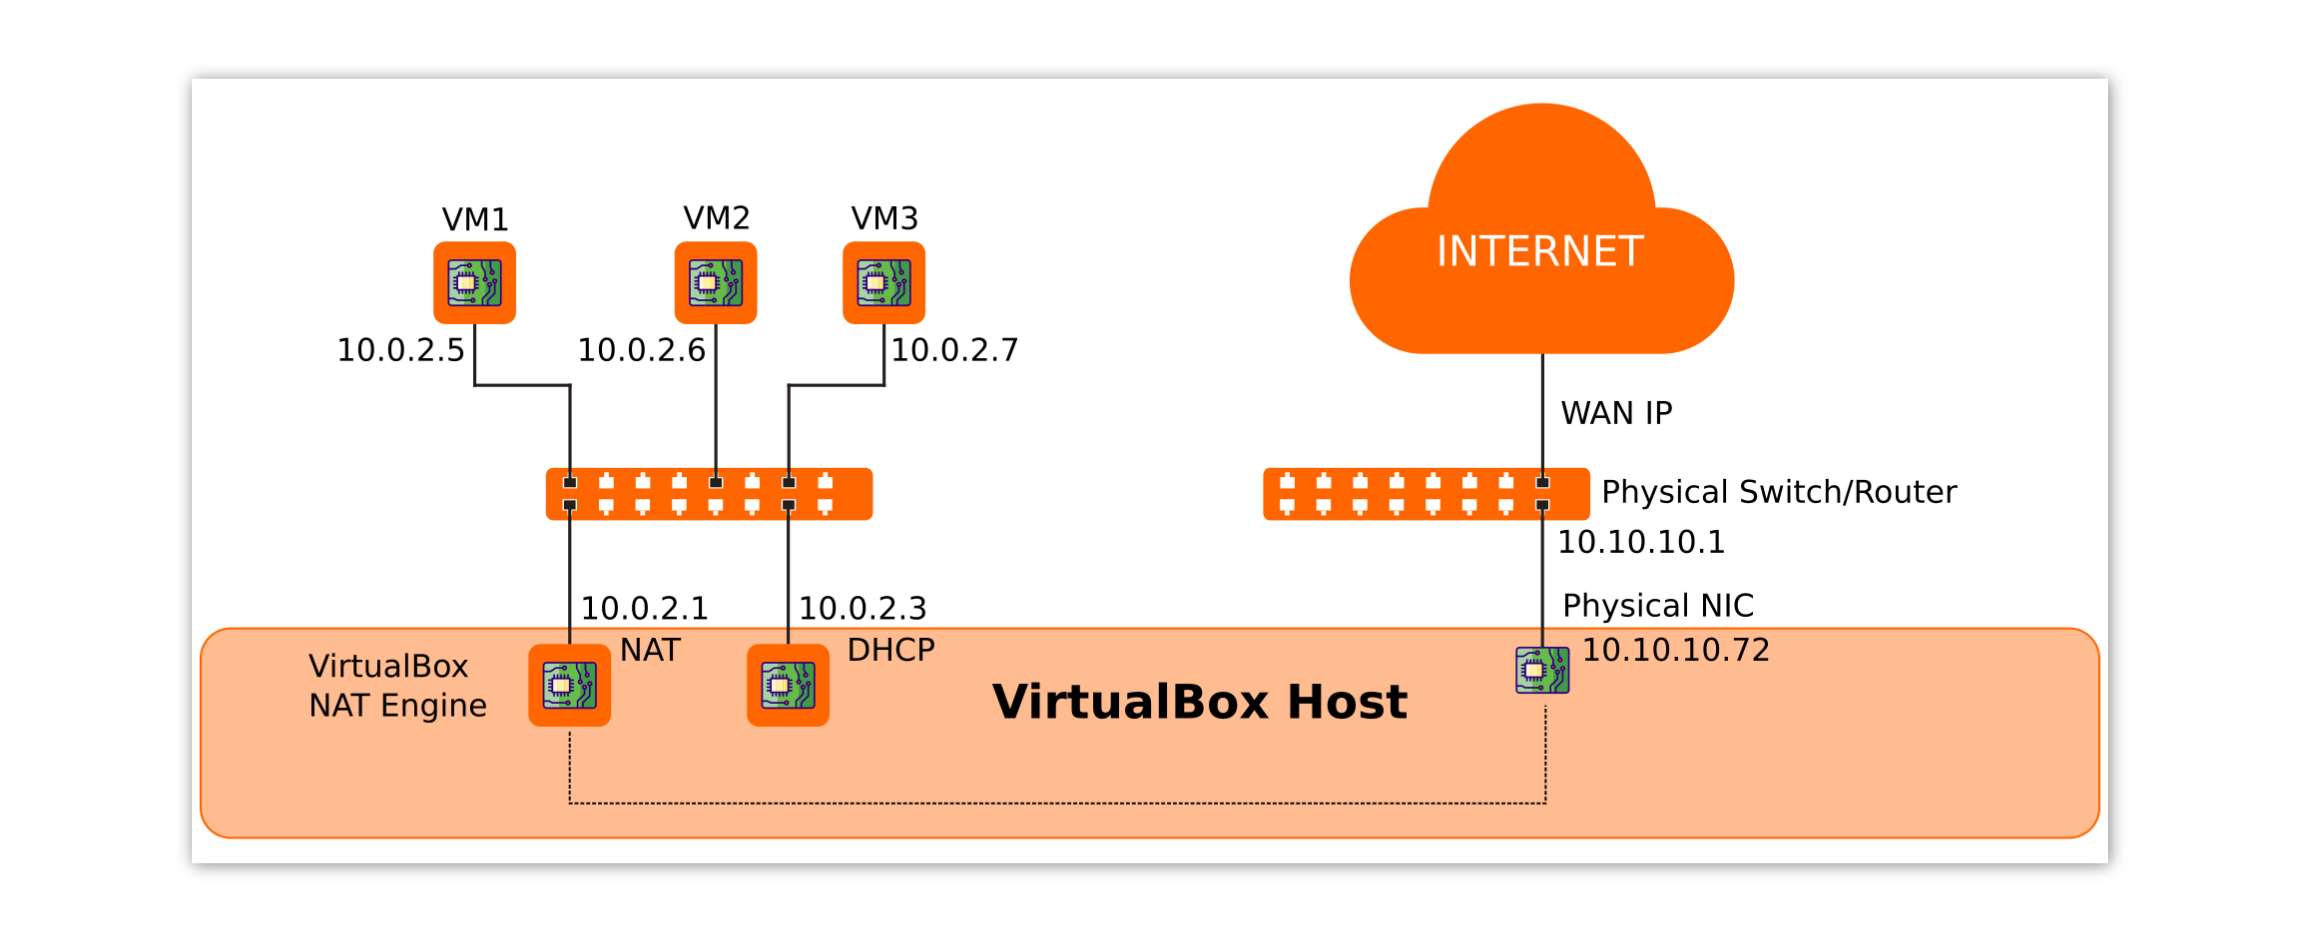 VM1
VM2
VM3
INTERNET
10.0.2.5
10.0.2.6
10.0.2.7
WAN IP
Physical Switch/Router
10.10.10.1
10.0.2.1
10.0.2.3
Physical NIC
NAT
DHCP
10.10.10.72
VirtualBox
NAT Engine
VirtualBox Host